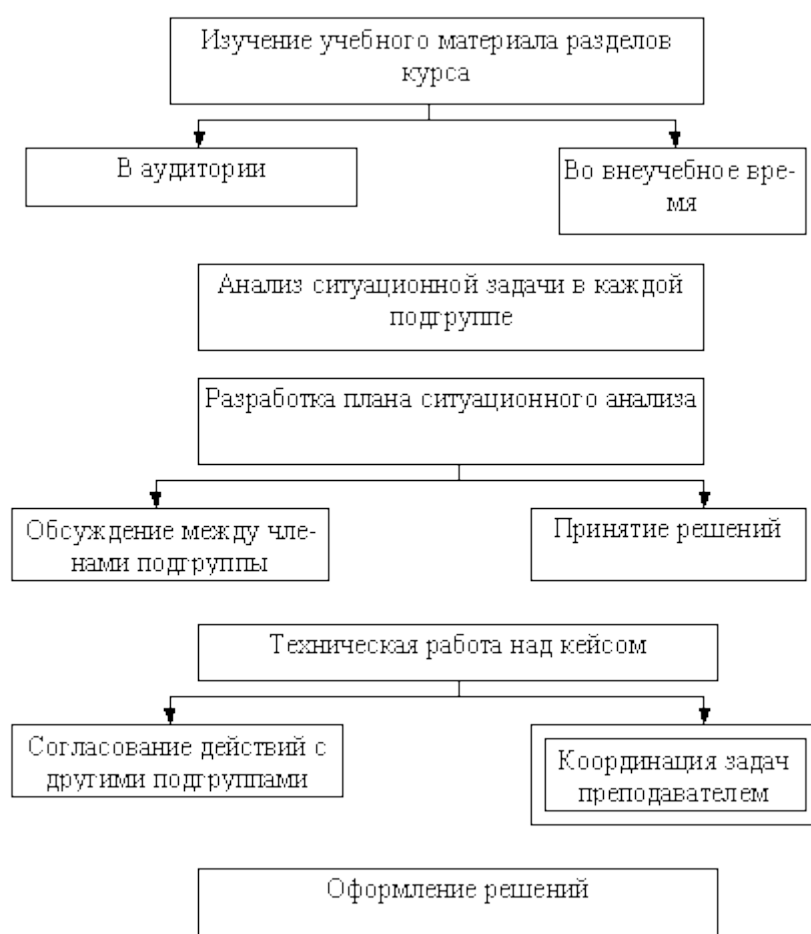 Изучение учебного материала разделов
курса
В аудитории
Во внеучебное вре-
мя
Анализ ситуационной задачи в каждой
подгруппе
Разработка плана ситуационного анализа
Обсуждение между чле-
нами подгруппы
Принятие решений
Техническая работа над кейсом
Согласование действий с
другими подгруппами
Координация задач
преподавателем
Оформление решений